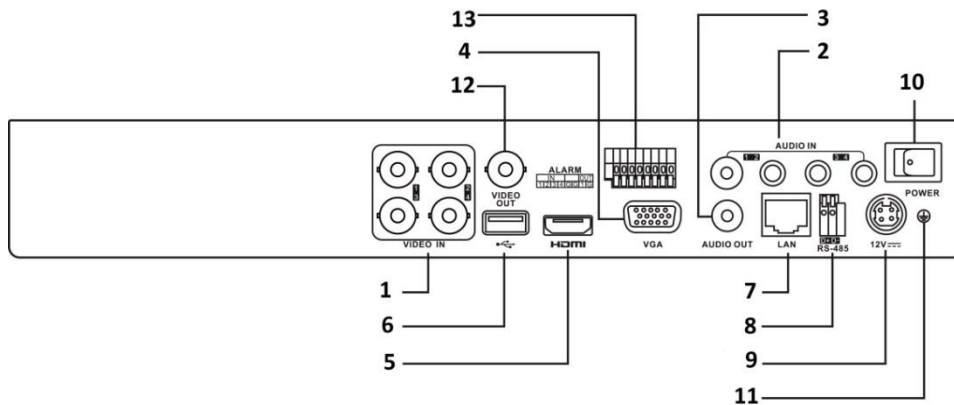 13
3
4
2
12
10
AUDIO IN
1 2
3 4
ALARM
IN OUT
VIDEO
OUT
POWER
VIDEO IN
HDMI
VGA
AUDIO OUT
LAN
D+ D-
RS-485
12V
1
7
6
8
5
9
11